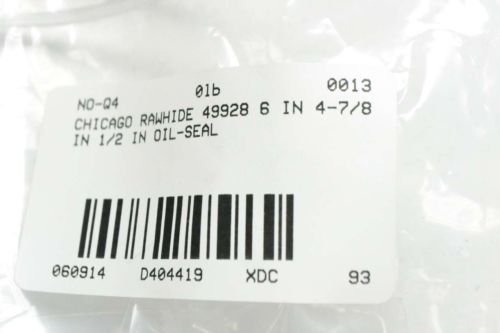 NO-Q4 01b 0013
CHICAGO RAWHIDE 49928 6 IN 4-7/8
IN 1/2 IN OIL-SEAL
060914 D404419 XDC 93